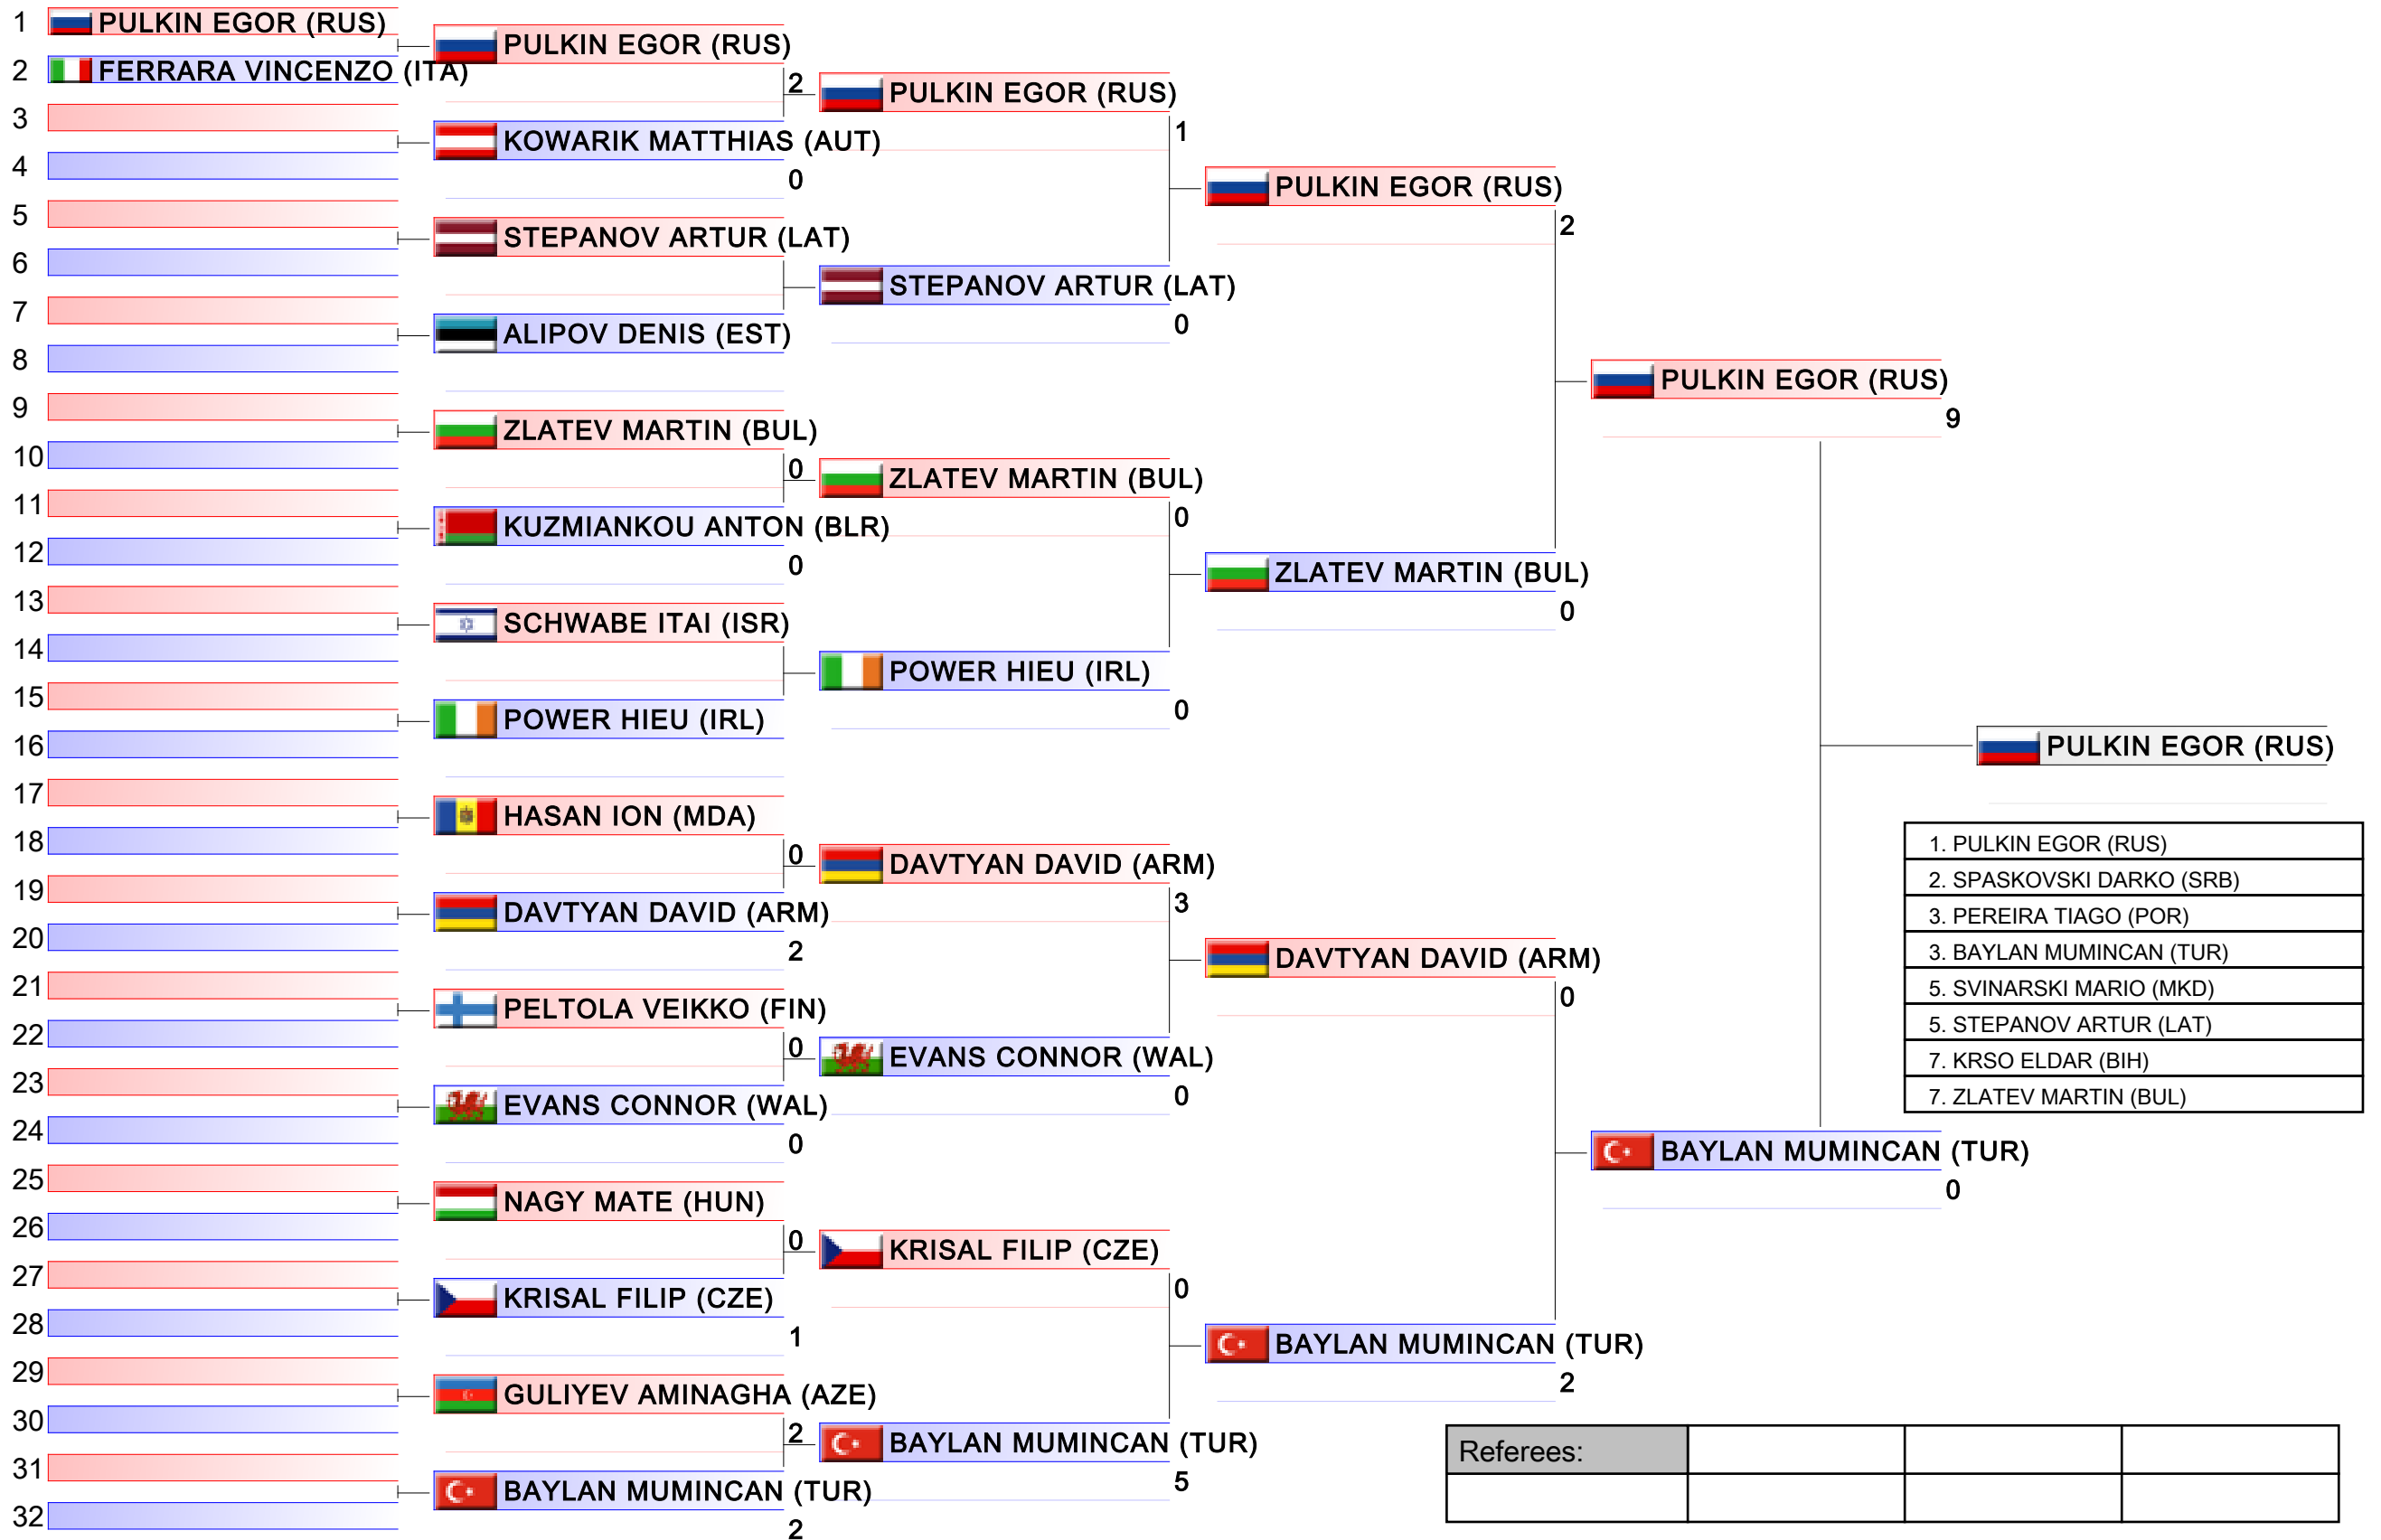 1 PULKIN EGOR (RUS)
2 FERRARA VINCENZO (ITA)
3
4
5
6
7
8
9
10
11
12
13
14
15
16
17
18
19
20
21
22
23
24
25
26
27
28
29
30
31
32
PULKIN EGOR (RUS)
2
KOWARIK MATTHIAS (AUT)
0
STEPANOV ARTUR (LAT)
ALIPOV DENIS (EST)
ZLATEV MARTIN (BUL)
0
KUZMIANKOU ANTON (BLR)
0
SCHWABE ITAI (ISR)
POWER HIEU (IRL)
HASAN ION (MDA)
0
DAVTYAN DAVID (ARM)
2
PELTOLA VEIKKO (FIN)
0
EVANS CONNOR (WAL)
0
NAGY MATE (HUN)
0
KRISAL FILIP (CZE)
1
GULIYEV AMINAGHA (AZE)
2
BAYLAN MUMINCAN (TUR)
2
PULKIN EGOR (RUS)
1
STEPANOV ARTUR (LAT)
0
ZLATEV MARTIN (BUL)
0
POWER HIEU (IRL)
0
DAVTYAN DAVID (ARM)
3
EVANS CONNOR (WAL)
0
KRISAL FILIP (CZE)
0
BAYLAN MUMINCAN (TUR)
5
PULKIN EGOR (RUS)
2
ZLATEV MARTIN (BUL)
0
DAVTYAN DAVID (ARM)
0
BAYLAN MUMINCAN (TUR)
2
PULKIN EGOR (RUS)
9
BAYLAN MUMINCAN (TUR)
0
PULKIN EGOR (RUS)
1. PULKIN EGOR (RUS)
2. SPASKOVSKI DARKO (SRB)
3. PEREIRA TIAGO (POR)
3. BAYLAN MUMINCAN (TUR)
5. SVINARSKI MARIO (MKD)
5. STEPANOV ARTUR (LAT)
7. KRSO ELDAR (BIH)
7. ZLATEV MARTIN (BUL)
Referees: